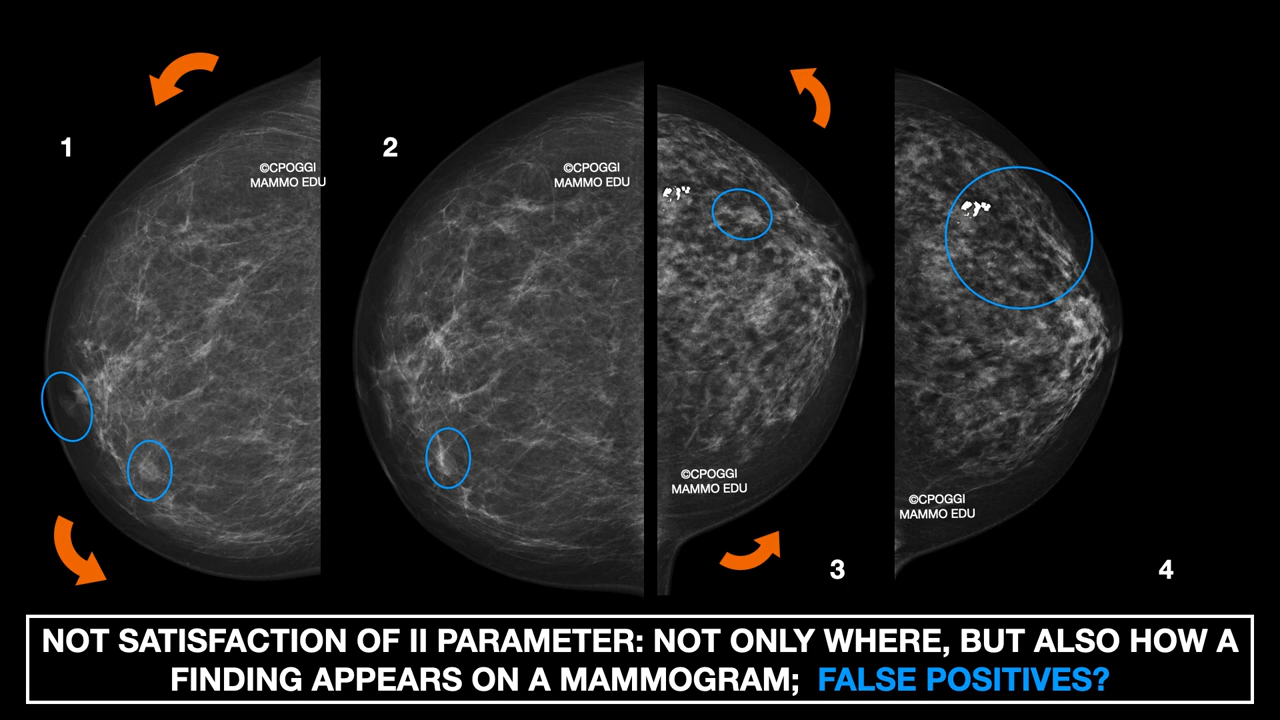 1
©CPOGGI
MAMMO EDU
2
©CPOGGI
MAMMO EDU
©CPOGGI
MAMMO EDU
3
©CPOGGI
MAMMO EDU
4
NOT SATISFACTION OF II PARAMETER: NOT ONLY WHERE, BUT ALSO HOW A
FINDING APPEARS ON A MAMMOGRAM; FALSE POSITIVES?